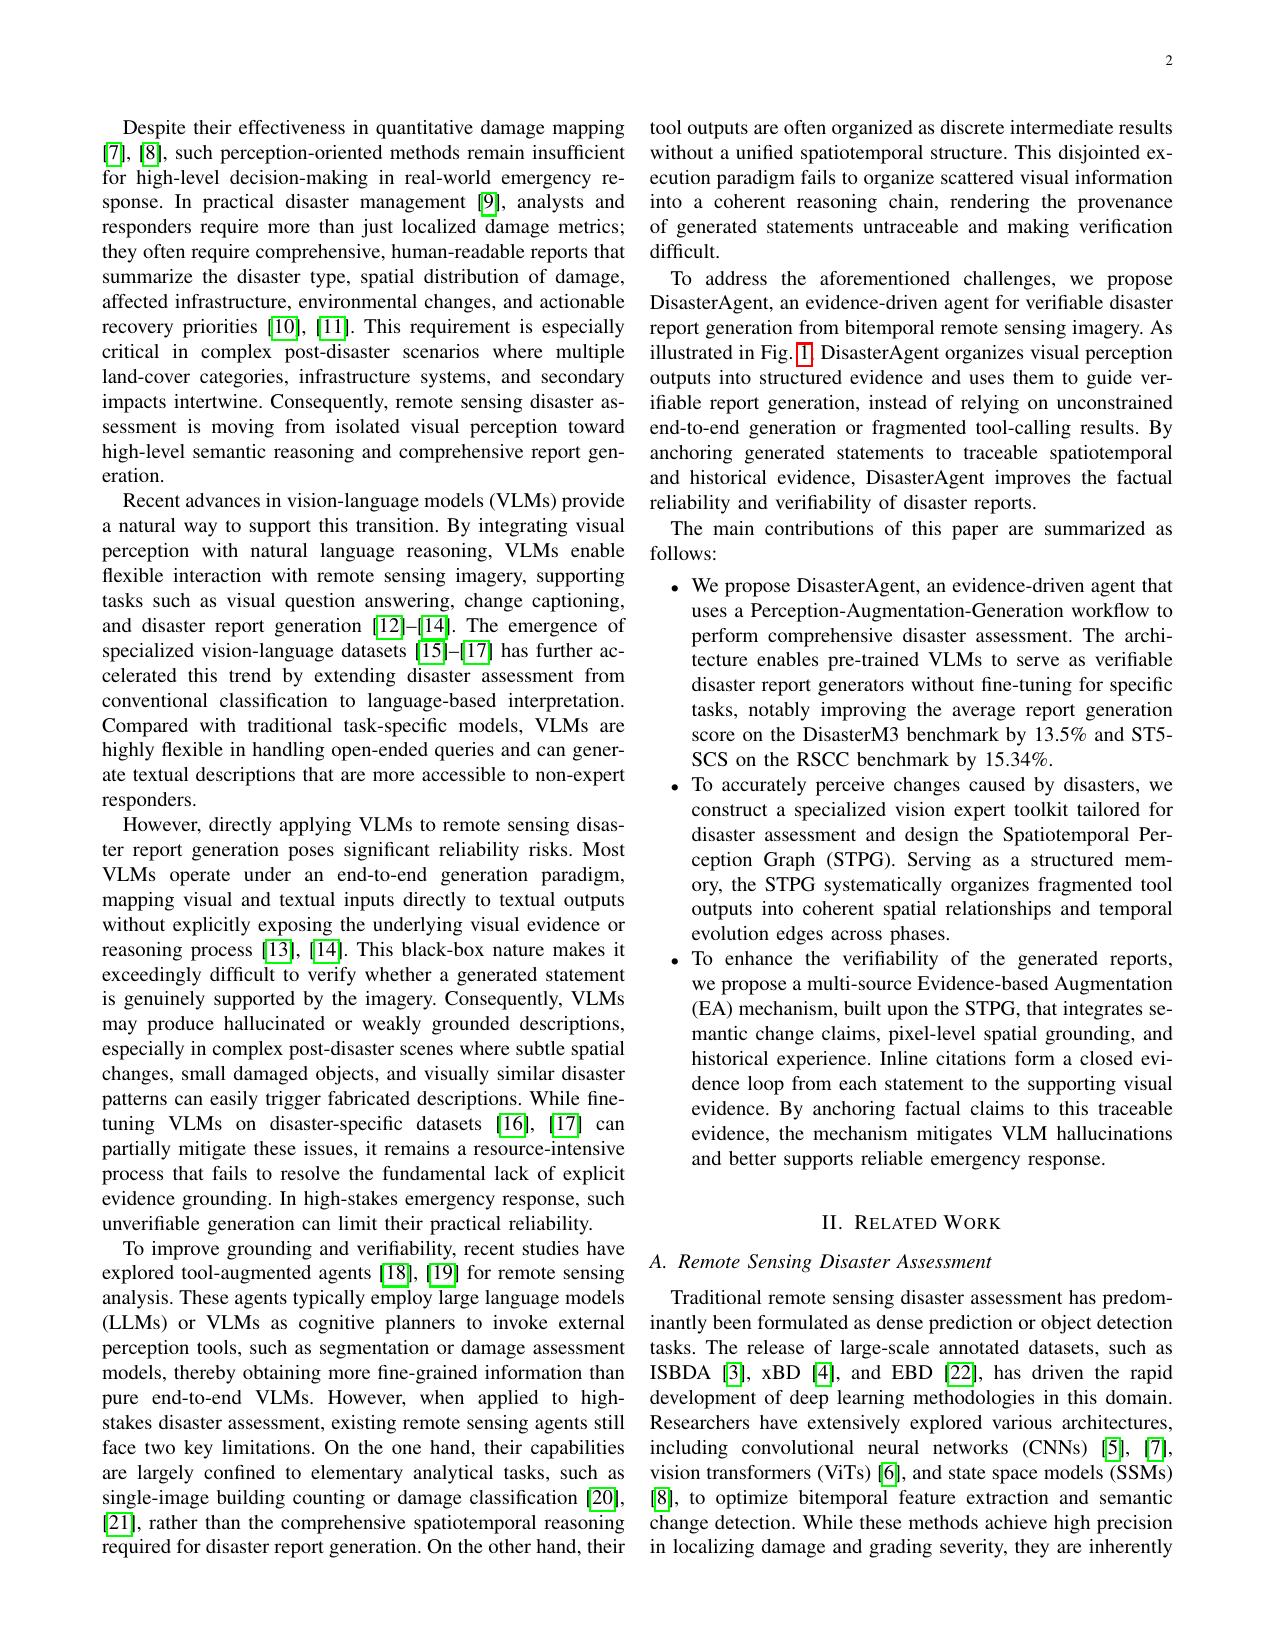 2
Despite their effectiveness in quantitative damage mapping
[7], [8], such perception-oriented methods remain insufficient
for high-level decision-making in real-world emergency re-
sponse. In practical disaster management [9], analysts and
responders require more than just localized damage metrics;
they often require comprehensive, human-readable reports that
summarize the disaster type, spatial distribution of damage,
affected infrastructure, environmental changes, and actionable
recovery priorities [10], [11]. This requirement is especially
critical in complex post-disaster scenarios where multiple
land-cover categories, infrastructure systems, and secondary
impacts intertwine. Consequently, remote sensing disaster as-
sessment is moving from isolated visual perception toward
high-level semantic reasoning and comprehensive report gen-
eration.
Recent advances in vision-language models (VLMs) provide
a natural way to support this transition. By integrating visual
perception with natural language reasoning, VLMs enable
flexible interaction with remote sensing imagery, supporting
tasks such as visual question answering, change captioning,
and disaster report generation [12]–[14]. The emergence of
specialized vision-language datasets [15]–[17] has further ac-
celerated this trend by extending disaster assessment from
conventional classification to language-based interpretation.
Compared with traditional task-specific models, VLMs are
highly flexible in handling open-ended queries and can gener-
ate textual descriptions that are more accessible to non-expert
responders.
However, directly applying VLMs to remote sensing disas-
ter report generation poses significant reliability risks. Most
VLMs operate under an end-to-end generation paradigm,
mapping visual and textual inputs directly to textual outputs
without explicitly exposing the underlying visual evidence or
reasoning process [13], [14]. This black-box nature makes it
exceedingly difficult to verify whether a generated statement
is genuinely supported by the imagery. Consequently, VLMs
may produce hallucinated or weakly grounded descriptions,
especially in complex post-disaster scenes where subtle spatial
changes, small damaged objects, and visually similar disaster
patterns can easily trigger fabricated descriptions. While fine-
tuning VLMs on disaster-specific datasets [16], [17] can
partially mitigate these issues, it remains a resource-intensive
process that fails to resolve the fundamental lack of explicit
evidence grounding. In high-stakes emergency response, such
unverifiable generation can limit their practical reliability.
To improve grounding and verifiability, recent studies have
explored tool-augmented agents [18], [19] for remote sensing
analysis. These agents typically employ large language models
(LLMs) or VLMs as cognitive planners to invoke external
perception tools, such as segmentation or damage assessment
models, thereby obtaining more fine-grained information than
pure end-to-end VLMs. However, when applied to high-
stakes disaster assessment, existing remote sensing agents still
face two key limitations. On the one hand, their capabilities
are largely confined to elementary analytical tasks, such as
single-image building counting or damage classification [20],
[21], rather than the comprehensive spatiotemporal reasoning
required for disaster report generation. On the other hand, their
tool outputs are often organized as discrete intermediate results
without a unified spatiotemporal structure. This disjointed ex-
ecution paradigm fails to organize scattered visual information
into a coherent reasoning chain, rendering the provenance
of generated statements untraceable and making verification
difficult.
To address the aforementioned challenges, we propose
DisasterAgent, an evidence-driven agent for verifiable disaster
report generation from bitemporal remote sensing imagery. As
illustrated in Fig. 1, DisasterAgent organizes visual perception
outputs into structured evidence and uses them to guide ver-
ifiable report generation, instead of relying on unconstrained
end-to-end generation or fragmented tool-calling results. By
anchoring generated statements to traceable spatiotemporal
and historical evidence, DisasterAgent improves the factual
reliability and verifiability of disaster reports.
The main contributions of this paper are summarized as
follows:
• We propose DisasterAgent, an evidence-driven agent that
uses a Perception-Augmentation-Generation workflow to
perform comprehensive disaster assessment. The archi-
tecture enables pre-trained VLMs to serve as verifiable
disaster report generators without fine-tuning for specific
tasks, notably improving the average report generation
score on the DisasterM3 benchmark by 13.5% and ST5-
SCS on the RSCC benchmark by 15.34%.
• To accurately perceive changes caused by disasters, we
construct a specialized vision expert toolkit tailored for
disaster assessment and design the Spatiotemporal Per-
ception Graph (STPG). Serving as a structured mem-
ory, the STPG systematically organizes fragmented tool
outputs into coherent spatial relationships and temporal
evolution edges across phases.
• To enhance the verifiability of the generated reports,
we propose a multi-source Evidence-based Augmentation
(EA) mechanism, built upon the STPG, that integrates se-
mantic change claims, pixel-level spatial grounding, and
historical experience. Inline citations form a closed evi-
dence loop from each statement to the supporting visual
evidence. By anchoring factual claims to this traceable
evidence, the mechanism mitigates VLM hallucinations
and better supports reliable emergency response.
II. RELATED WORK
A. Remote Sensing Disaster Assessment
Traditional remote sensing disaster assessment has predom-
inantly been formulated as dense prediction or object detection
tasks. The release of large-scale annotated datasets, such as
ISBDA [3], xBD [4], and EBD [22], has driven the rapid
development of deep learning methodologies in this domain.
Researchers have extensively explored various architectures,
including convolutional neural networks (CNNs) [5], [7],
vision transformers (ViTs) [6], and state space models (SSMs)
[8], to optimize bitemporal feature extraction and semantic
change detection. While these methods achieve high precision
in localizing damage and grading severity, they are inherently